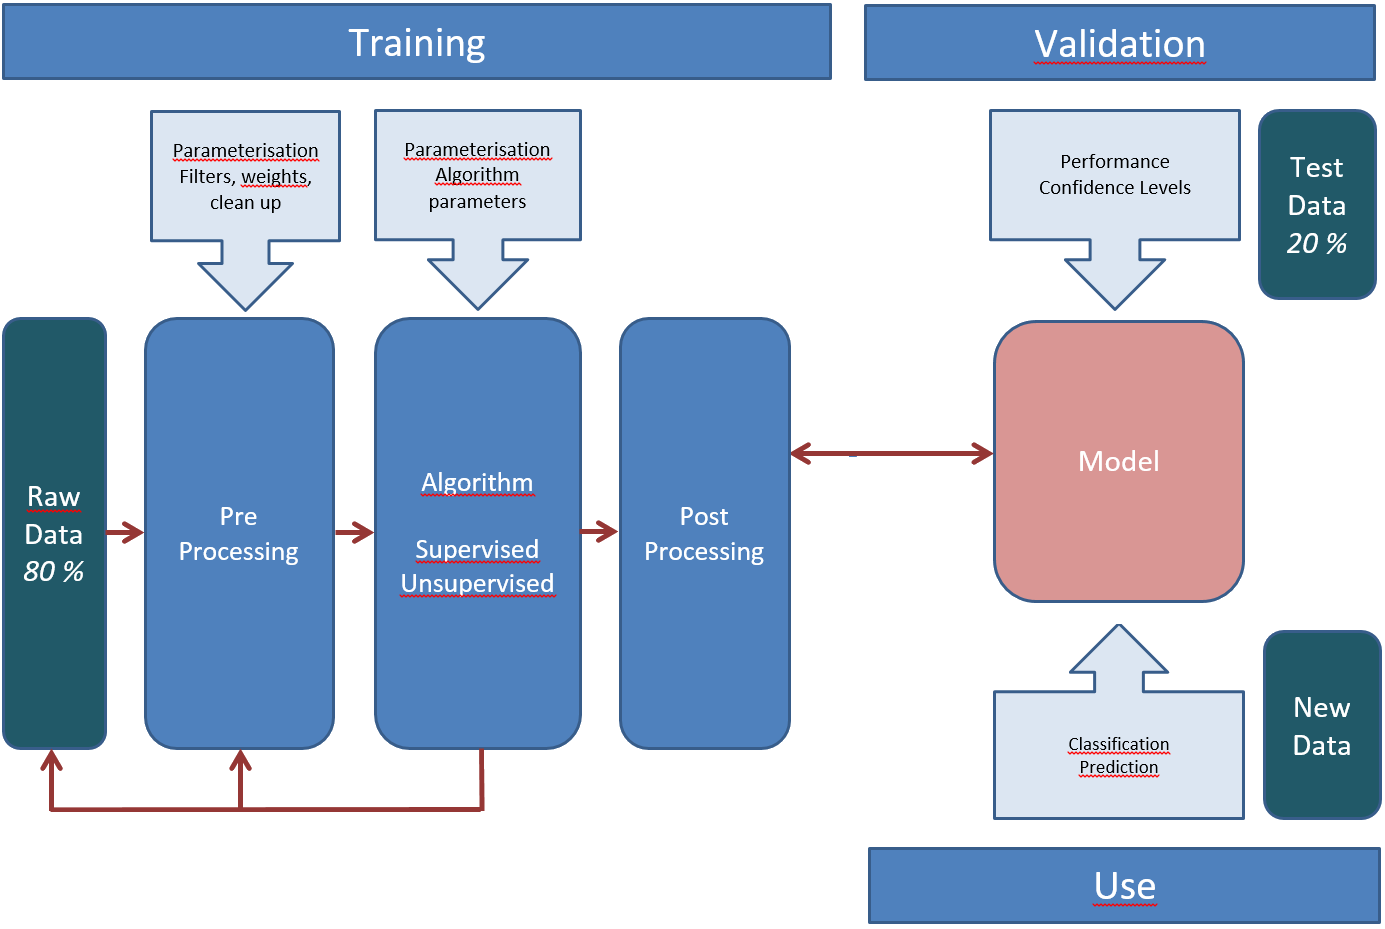 Training
Validation
Parameterisation
Filters, weights,
clean up
Parameterisation
Algorithm
parameters
Performance
Confidence Levels
Test
Data
20 %
Raw
Data
80 %
Pre
Processing
Algorithm
Supervised
Unsupervised
Post
Processing
Model
Classification
Prediction
New
Data
Use